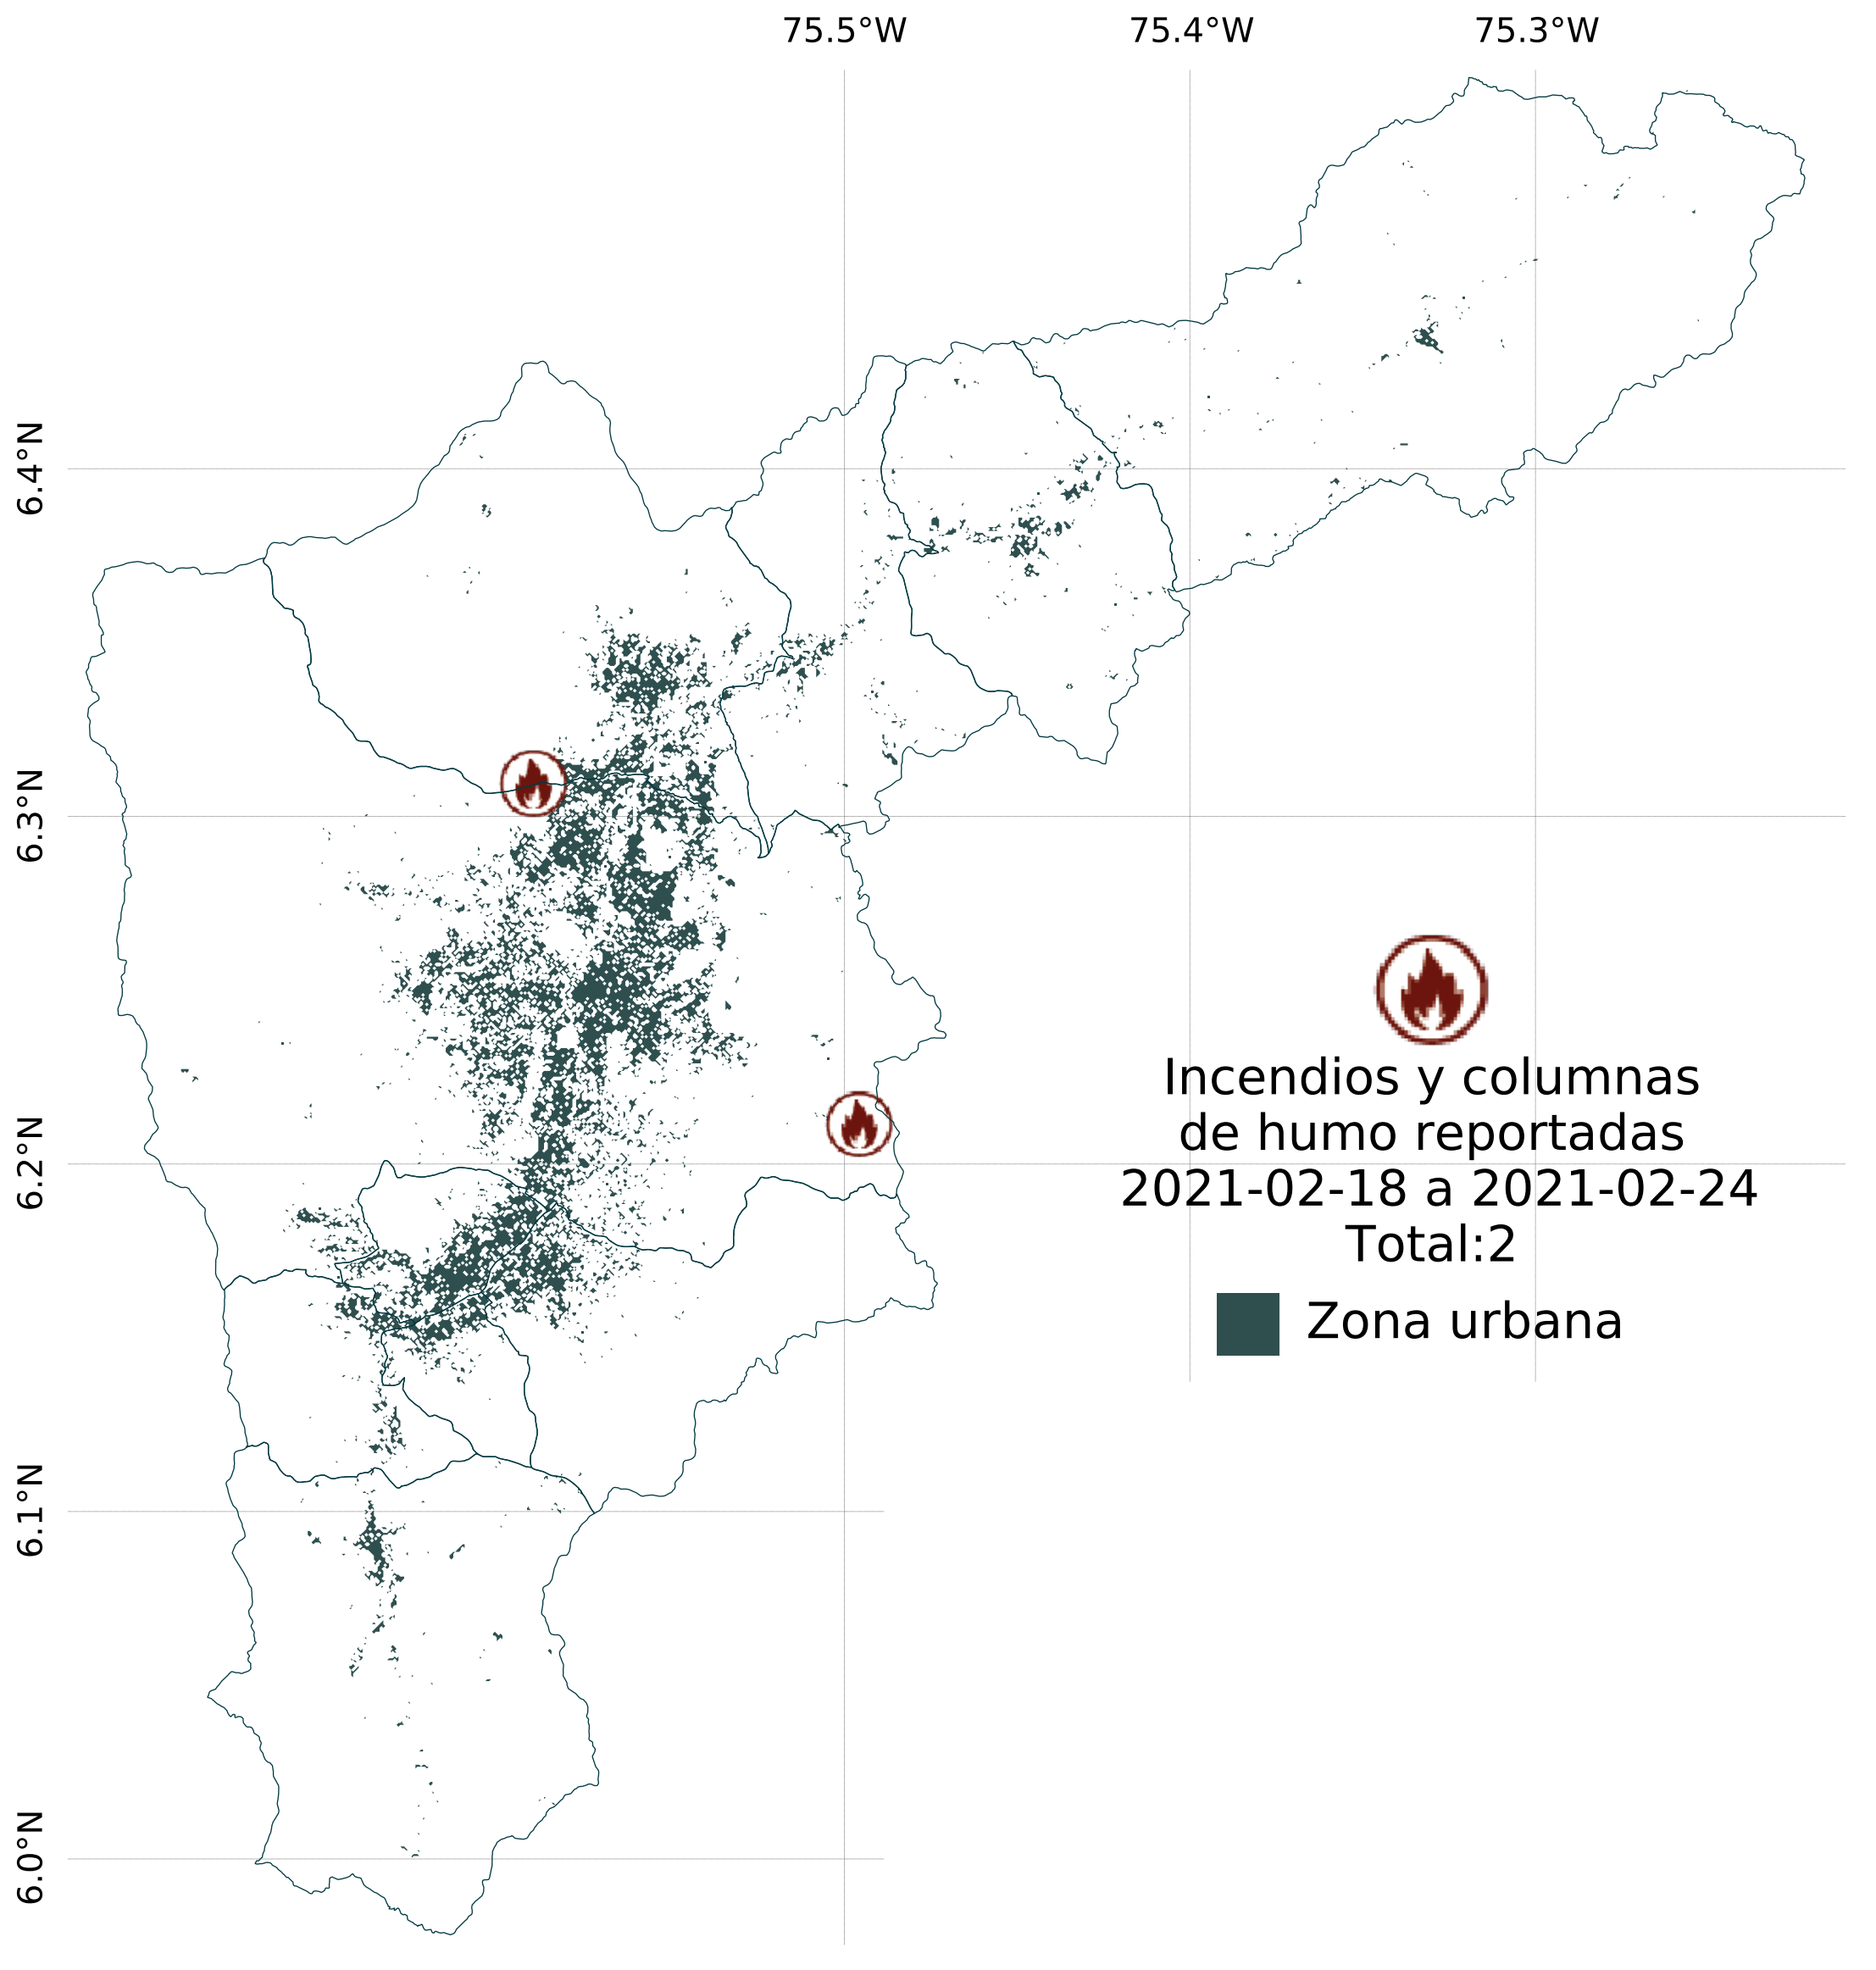 75.5°W 75.4°W 75.3°W
6.4°N
6.3°N
6.2°N
6.1°N
6.0°N
Incendios y columnas
de humo reportadas
2021-02-18 a 2021-02-24
Total:2
Zona urbana